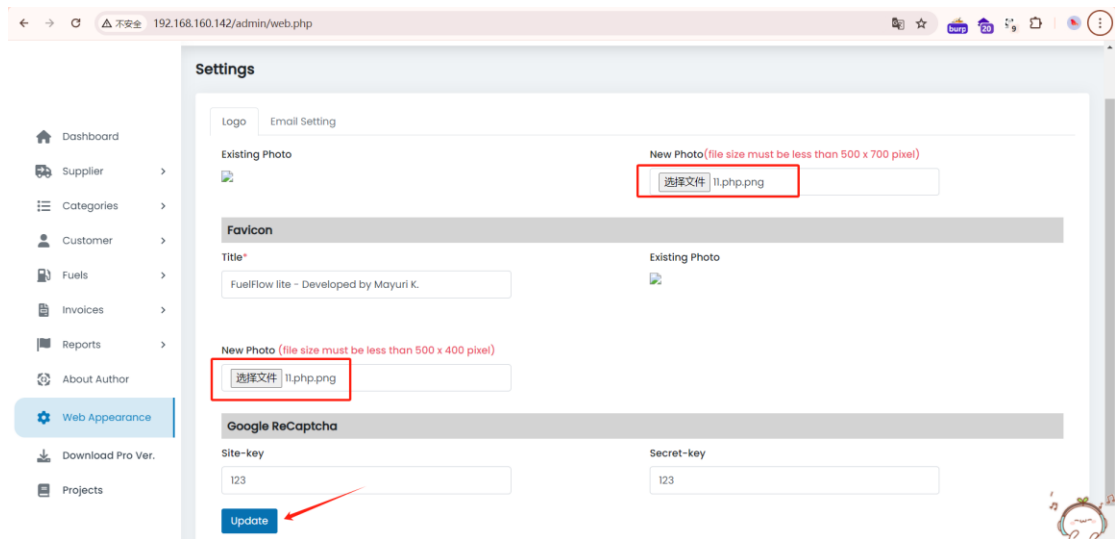 不安全 192.168.160.142/admin/web.php
burp 20 9
Settings
Logo Email Setting
Dashboard
Existing Photo New Photo(file size must be less than 500 x 700 pixel)
Supplier
选择文件 11.php.png
Categories
Favicon
Customer
Title* Existing Photo
Fuels
FuelFlow lite - Developed by Mayuri K.
Invoices
Reports
New Photo (file size must be less than 500 x 400 pixel)
About Author
选择文件 11.php.png
Web Appearance
Google ReCaptcha
Download Pro Ver.
Site-key Secret-key
Projects
123 123
Update